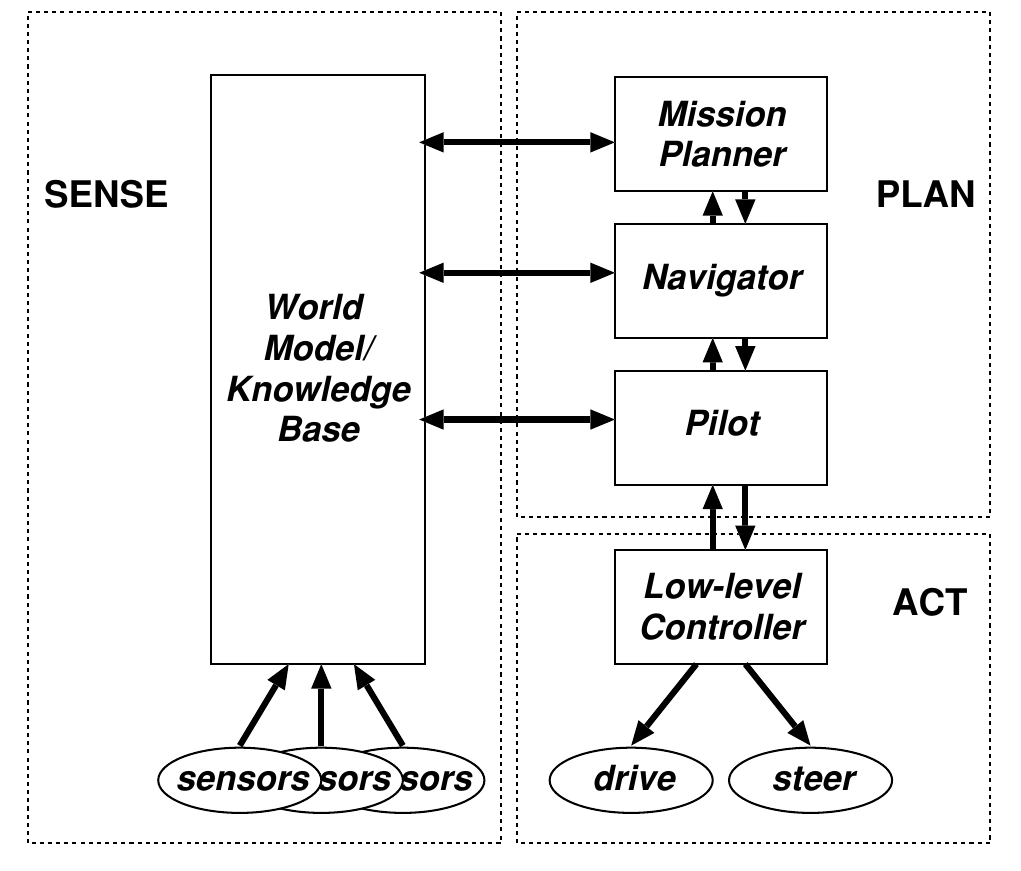 SENSE
World
Model/
Knowledge
Base
sensors
sors
sors
Mission
Planner
PLAN
Navigator
Pilot
Low-level
Controller
ACT
drive
steer